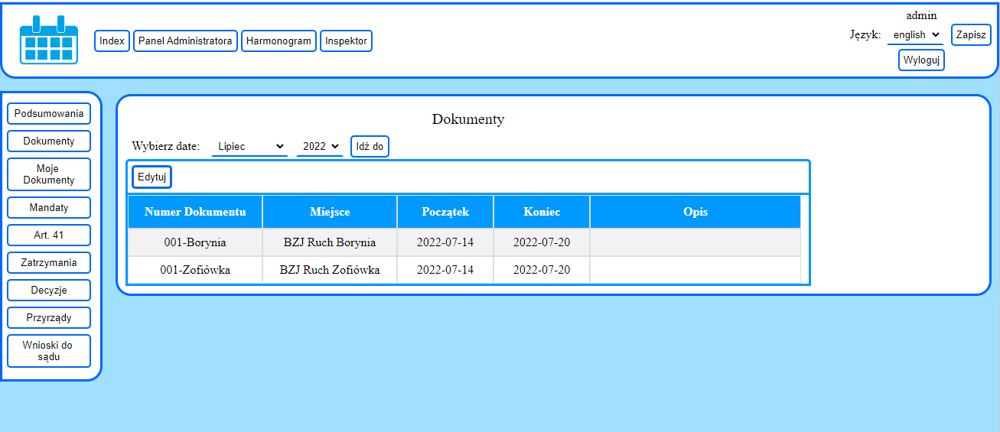 admin
Index Panel Administratora Harmonogram Inspektor Język: english Zapisz
Wyloguj
Podsumowania
Dokumenty
Moje
Dokumenty
Mandaty
Art. 41
Zatrzymania
Decyzje
Przyrządy
Wnioski do
sądu
Dokumenty
Wybierz date: Lipiec 2022 Idź do
Edytuj
Numer Dokumentu Miejsce Początek Koniec Opis
001-Borynia BZJ Ruch Borynia 2022-07-14 2022-07-20
001-Zofiówka BZJ Ruch Zofiówka 2022-07-14 2022-07-20